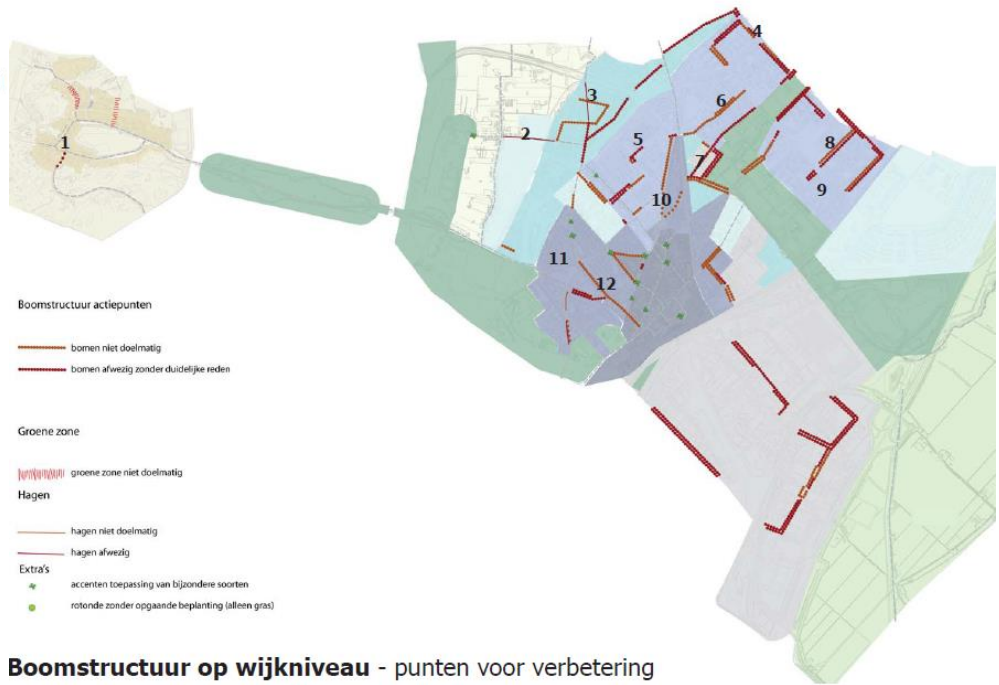 4
3
6
1
2
5
8
7
9
10
11
12
Boomstructuur actiepunten
bomen niet doelmatig
bomen afwezig zonder duidelijke reden
Groene zone
groene zone niet doelmatig
Hagen
hagen niet doelmatig
hagen afwezig
Extra's
accenten toepassing van bijzondere soorten
rotonde zonder opgaande beplanting (alleen gras)
Boomstructuur op wijkniveau - punten voor verbetering